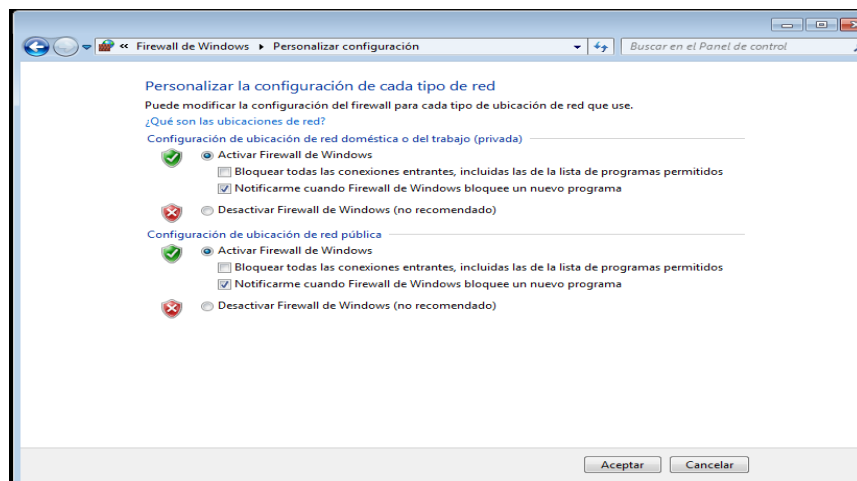 « Firewall de Windows ▸ Personalizar configuración
Buscar en el Panel de control
Personalizar la configuración de cada tipo de red
Puede modificar la configuración del firewall para cada tipo de ubicación de red que use.
¿Qué son las ubicaciones de red?
Configuración de ubicación de red doméstica o del trabajo (privada)
Activar Firewall de Windows
Bloquear todas las conexiones entrantes, incluidas las de la lista de programas permitidos
Notificarme cuando Firewall de Windows bloquee un nuevo programa
Desactivar Firewall de Windows (no recomendado)
Configuración de ubicación de red pública
Activar Firewall de Windows
Bloquear todas las conexiones entrantes, incluidas las de la lista de programas permitidos
Notificarme cuando Firewall de Windows bloquee un nuevo programa
Desactivar Firewall de Windows (no recomendado)
Aceptar Cancelar